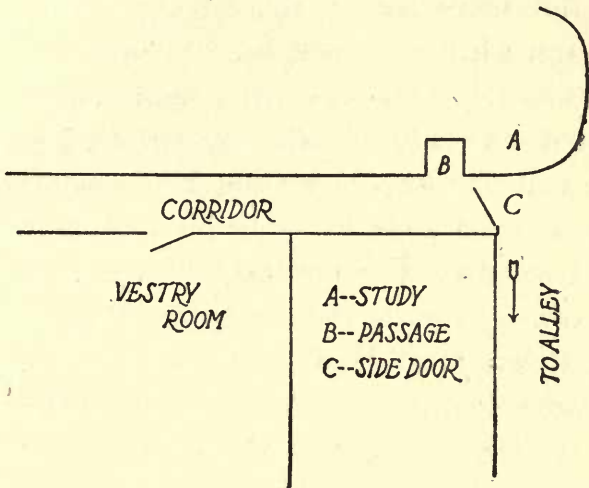 A
B
C
CORRIDOR
VESTRY
ROOM
A--STUDY
B--PASSAGE
C--SIDE DOOR
TO ALLEY